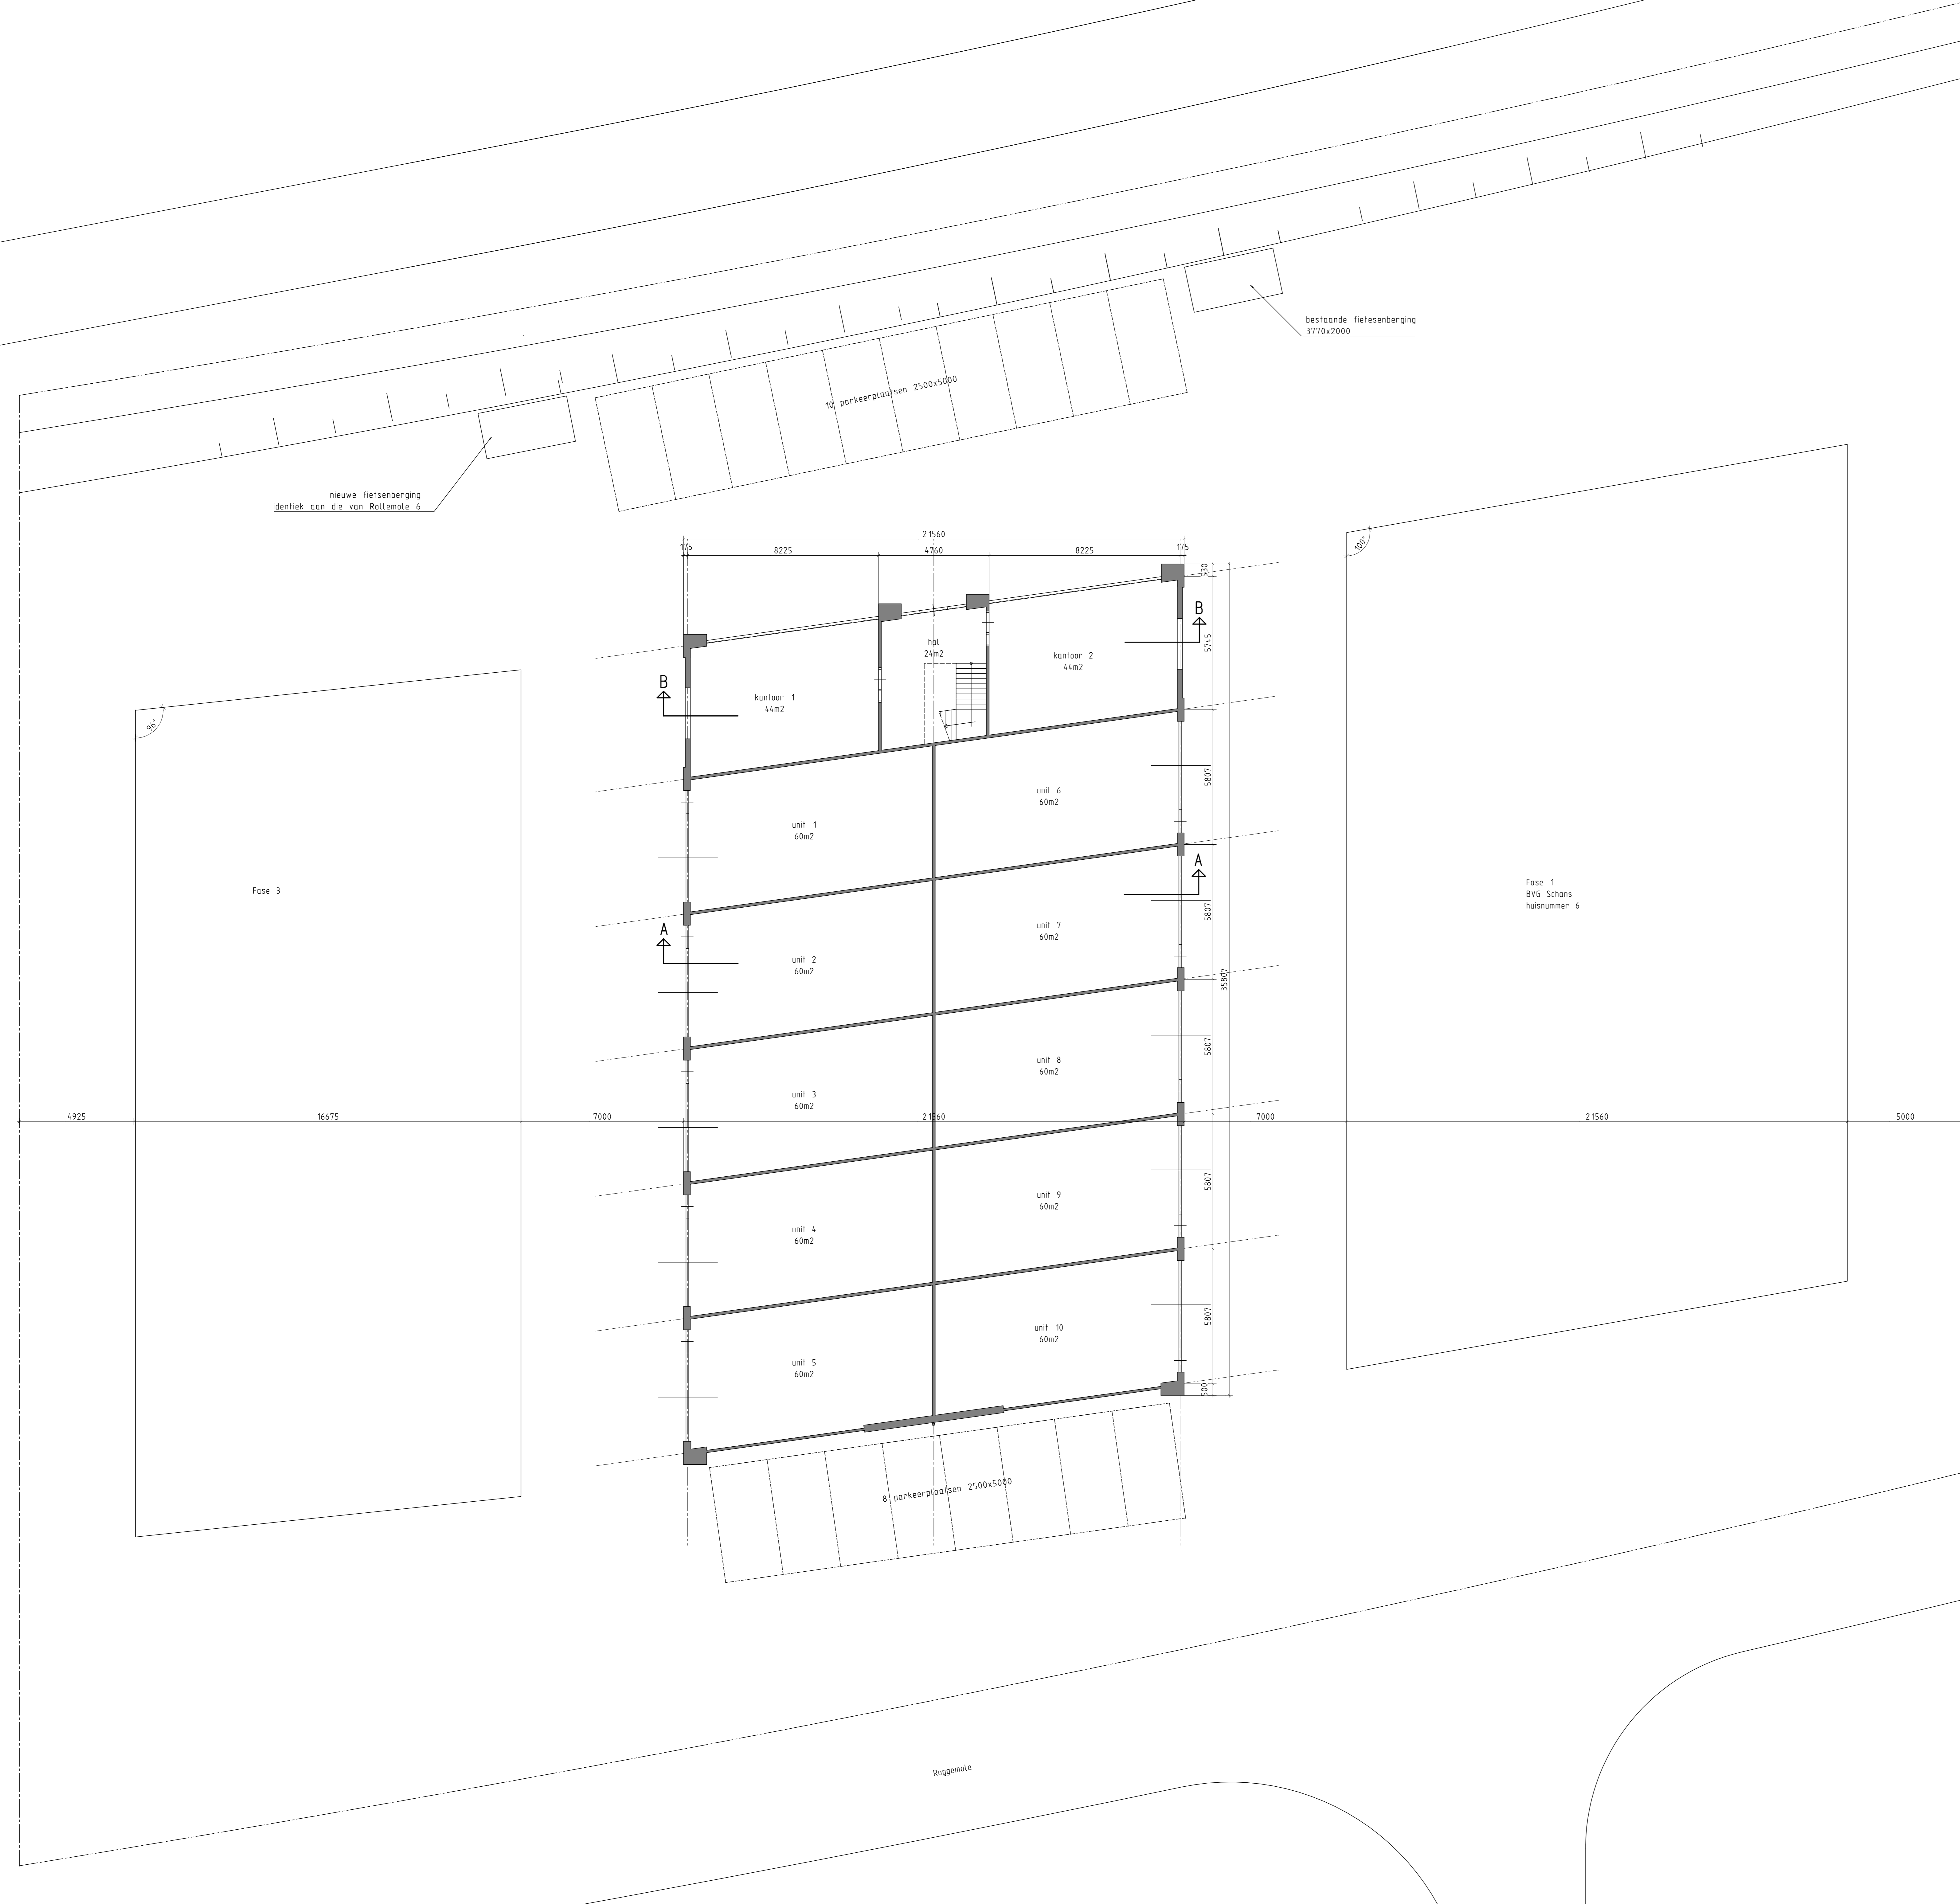 10 parkeerplaatsen 2500x5000
bestaande fietesenberging
3770x2000
nieuwe fietsenberging
identiek aan die van Rollemole 6
21560
175
8225
4760
8225
175
100°
530
B
hal
24m2
5745
kantoor 2
44m2
B
kantoor 1
44m2
96°
5807
unit 6
60m2
unit 1
60m2
A
Fase 3
Fase 1
BVG Schans
huisnummer 6
5807
unit 7
60m2
A
unit 2
60m2
35807
5807
unit 8
60m2
unit 3
60m2
4925
16675
7000
21560
7000
21560
5000
5807
unit 9
60m2
unit 4
60m2
5807
unit 10
60m2
unit 5
60m2
500
8 parkeerplaatsen 2500x5000
Roggemole